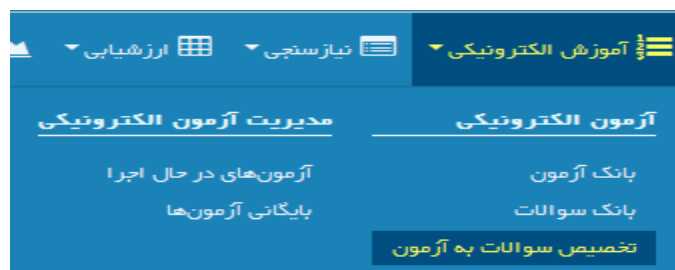 آموزش الکترونیکی نیازسنجی ارزشیابی
آزمون الکترونیکی
بانک آزمون
بانک سوالات
تخصیص سوالات به آزمون
مدیریت آزمون الکترونیکی
آزمون‌های در حال اجرا
بایگانی آزمون‌ها